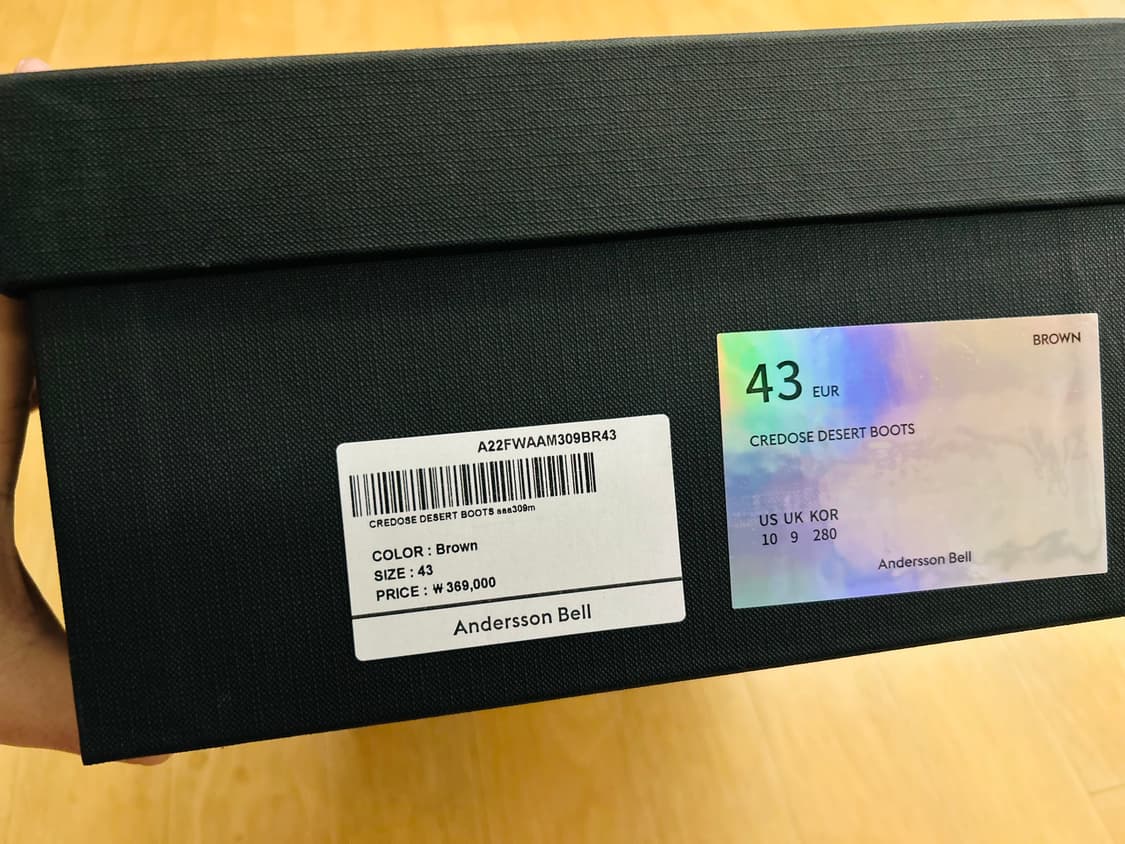 A22FWAAM309BR43
CREDOSE DESERT BOOTS aaa309m
COLOR : Brown
SIZE : 43
PRICE : ₩ 369,000
Andersson Bell
BROWN
43 EUR
CREDOSE DESERT BOOTS
US UK KOR
10 9 280
Andersson Bell